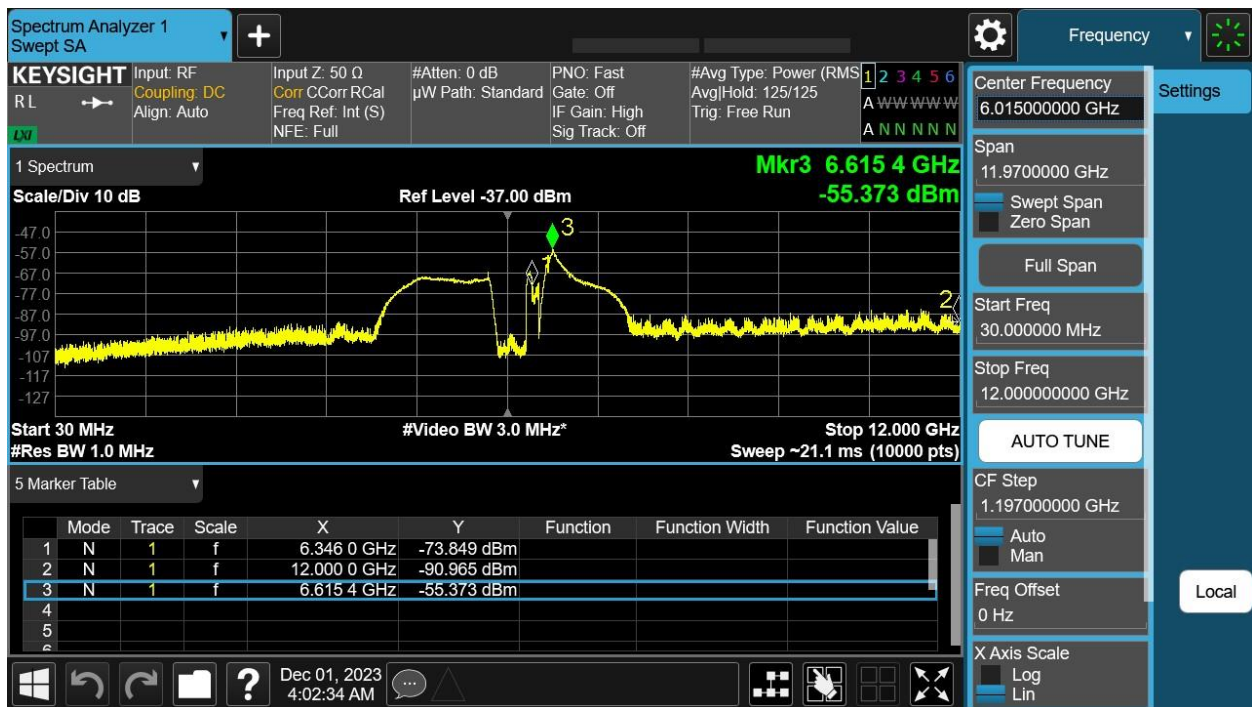 Spectrum Analyzer 1
Swept SA
+
Frequency
KEYSIGHT
RL
LXI
Input: RF
Coupling: DC
Align: Auto
Input Z: 50 Ω
Corr CCorr RCal
Freq Ref: Int (S)
NFE: Full
#Atten: 0 dB
µW Path: Standard
PNO: Fast
Gate: Off
IF Gain: High
Sig Track: Off
#Avg Type: Power (RMS
Avg|Hold: 125/125
Trig: Free Run
1 2 3 4 5 6
A W W W W W
A N N N N N
1 Spectrum
Scale/Div 10 dB
Ref Level -37.00 dBm
Mkr3 6.615 4 GHz
-55.373 dBm
-47.0
-57.0
-67.0
-77.0
-87.0
-97.0
-107
-117
-127
3
1
2
Start 30 MHz
#Video BW 3.0 MHz*
Stop 12.000 GHz
#Res BW 1.0 MHz
Sweep ~21.1 ms (10000 pts)
5 Marker Table
Mode Trace Scale X Y Function Function Width Function Value
1 N 1 f 6.346 0 GHz -73.849 dBm
2 N 1 f 12.000 0 GHz -90.965 dBm
3 N 1 f 6.615 4 GHz -55.373 dBm
4
5
6
?
Dec 01, 2023
4:02:34 AM
Center Frequency
6.015000000 GHz
Settings
Span
11.9700000 GHz
Swept Span
Zero Span
Full Span
Start Freq
30.000000 MHz
Stop Freq
12.000000000 GHz
AUTO TUNE
CF Step
1.197000000 GHz
Auto
Man
Freq Offset
0 Hz
Local
X Axis Scale
Log
Lin